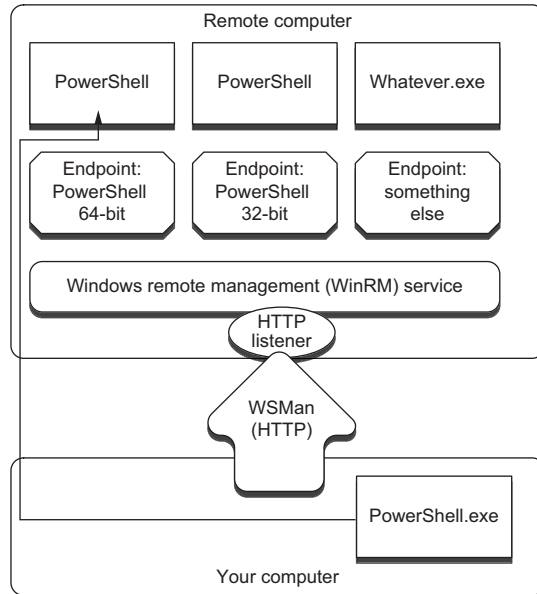 Remote computer
PowerShell
PowerShell
Whatever.exe
Endpoint:
PowerShell
64-bit
Endpoint:
PowerShell
32-bit
Endpoint:
something
else
Windows remote management (WinRM) service
HTTP
listener
WSMan
(HTTP)
PowerShell.exe
Your computer